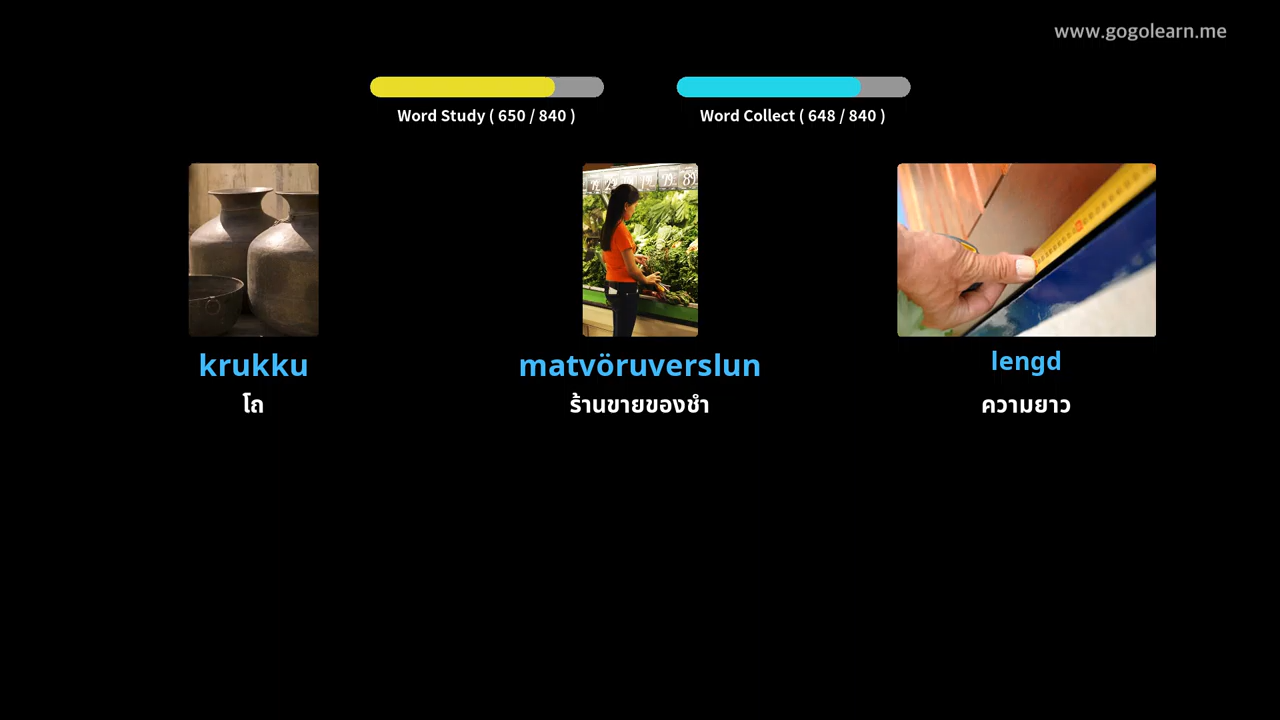 www.gogolearn.me
Word Study ( 650 / 840 )
Word Collect ( 648 / 840 )
krukku
matvöruverslun
lengd
โถ
ร้านขายของชำ
ความยาว